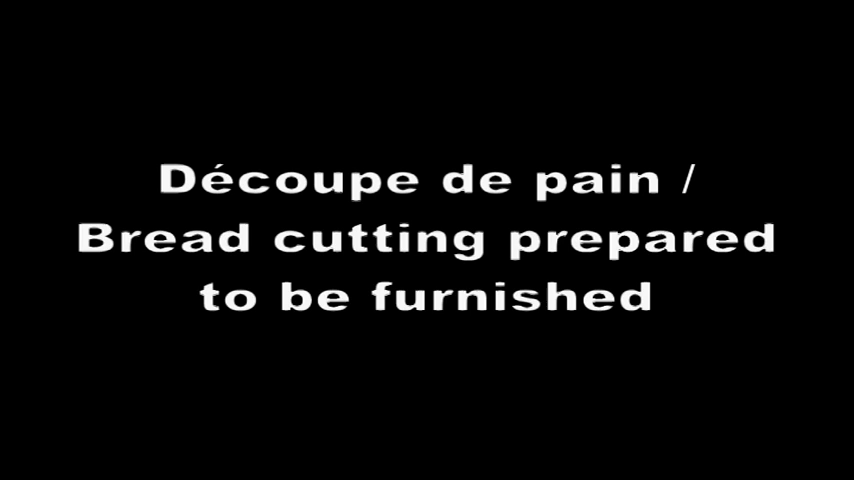 Découpe de pain /
Bread cutting prepared
to be furnished